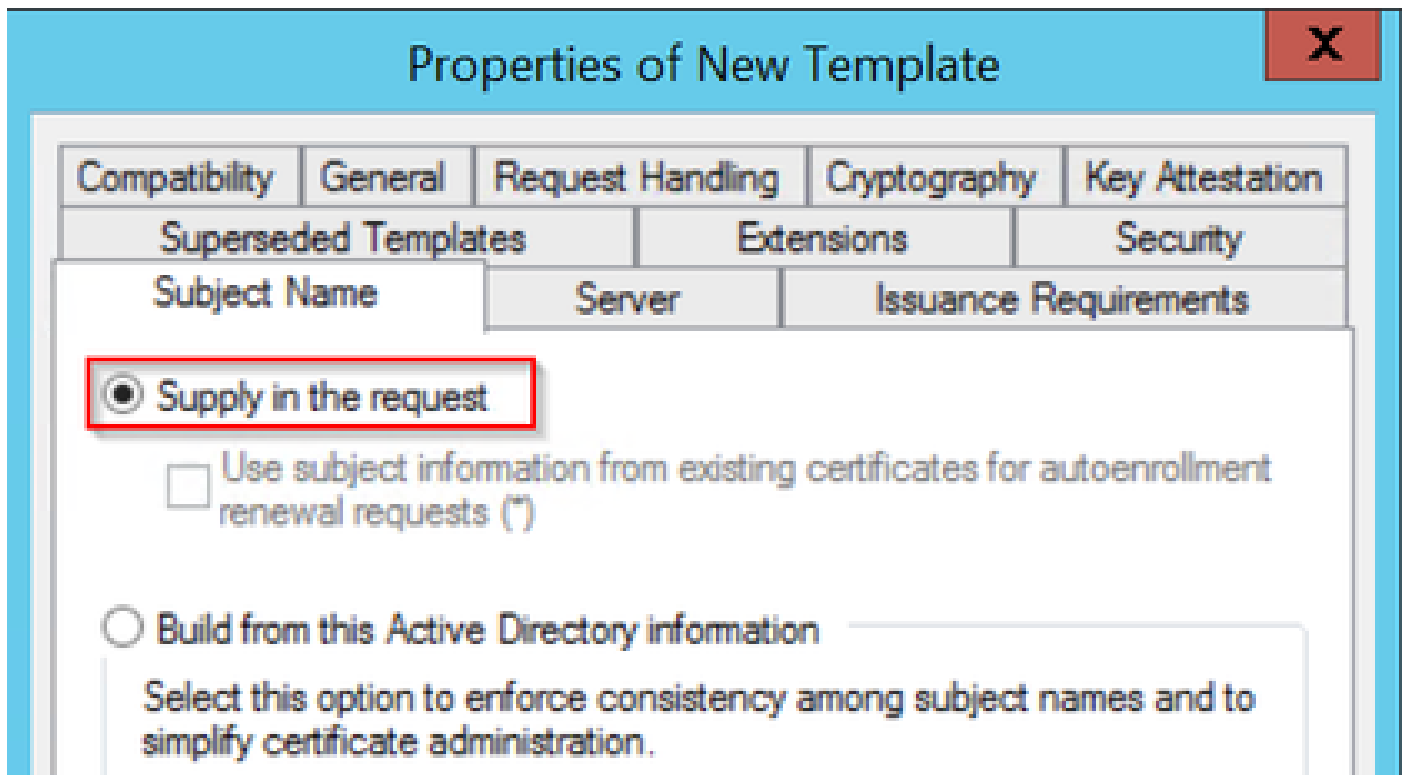 Properties of New Template
X
Compatibility General Request Handling Cryptography Key Attestation
Superseded Templates Extensions Security
Subject Name Server Issuance Requirements
Supply in the request
Use subject information from existing certificates for autoenrollment
renewal requests (*)
Build from this Active Directory information
Select this option to enforce consistency among subject names and to
simplify certificate administration.